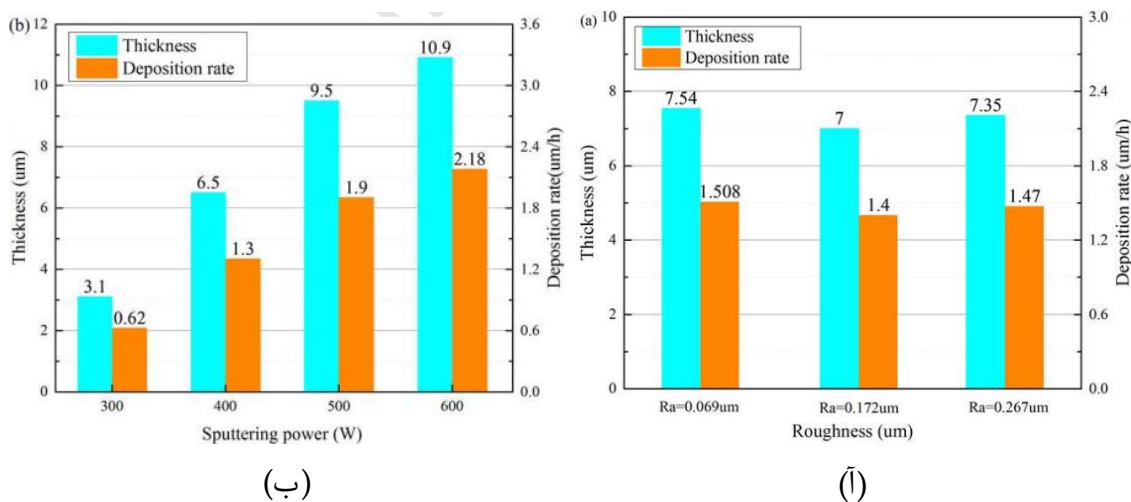 (b)
Thickness
Deposition rate
12
10
8
6
4
2
0
Thickness (um)
3.6
3.0
2.4
1.8
1.2
0.6
0.0
Deposition rate(um/h)
3.1
0.62
6.5
1.3
9.5
1.9
10.9
2.18
300
400
500
600
Sputtering power (W)
(ب)
(a)
Thickness
Deposition rate
10
8
6
4
2
0
Thickness (um)
3.0
2.4
1.8
1.2
0.6
0.0
Deposition rate (um/h)
7.54
1.508
7
1.4
7.35
1.47
Ra=0.069um
Ra=0.172um
Ra=0.267um
Roughness (um)
(آ)